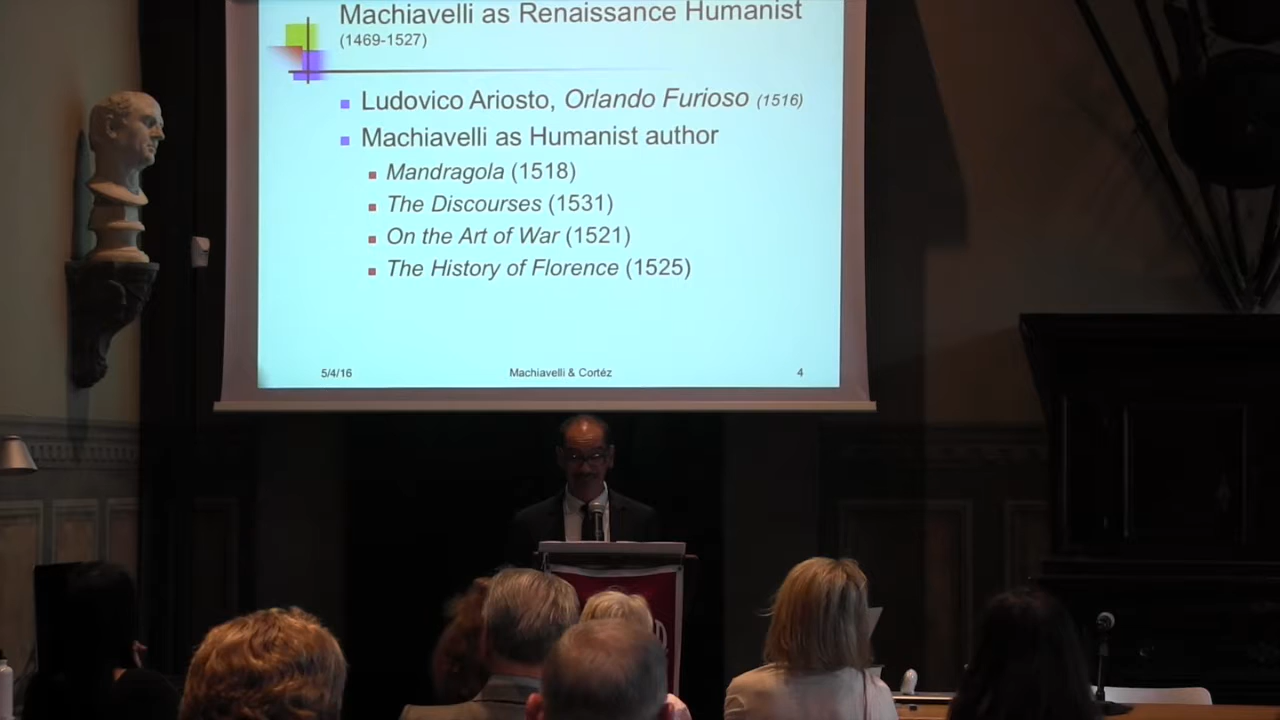 Machiavelli as Renaissance Humanist
(1469-1527)
Ludovico Ariosto, Orlando Furioso (1516)
Machiavelli as Humanist author
Mandragola (1518)
The Discourses (1531)
On the Art of War (1521)
The History of Florence (1525)
5/4/16 Machiavelli & Cortéz 4